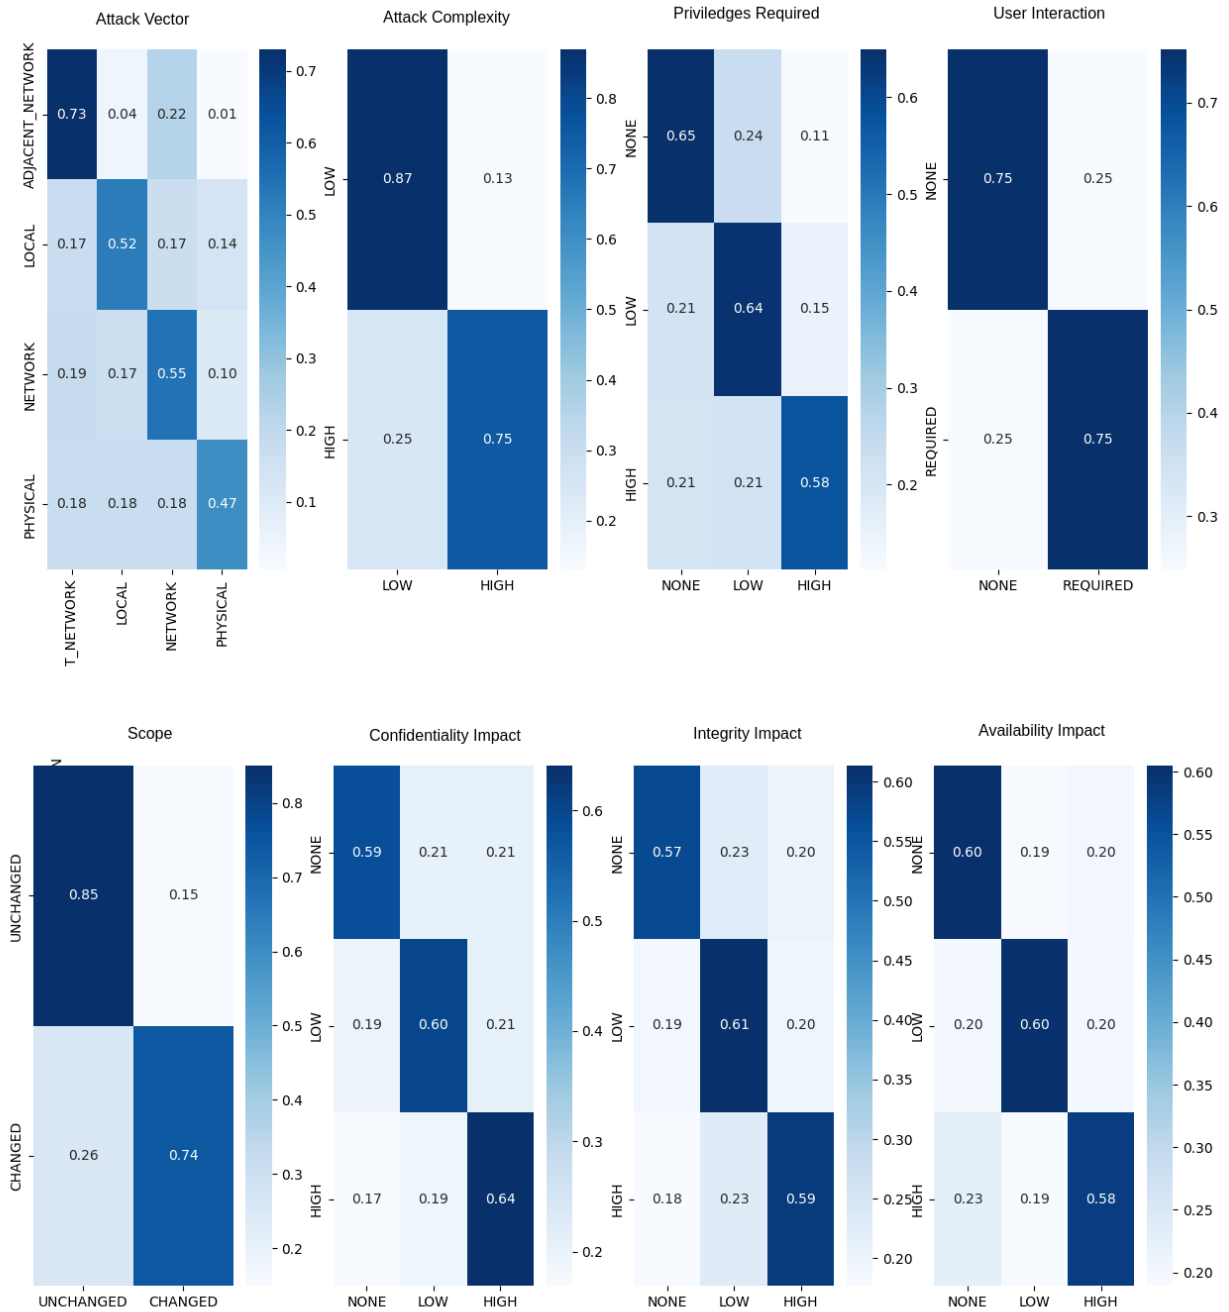 Attack Vector
Attack Complexity
Priviledges Required
User Interaction
ADJACENT_NETWORK
LOCAL
NETWORK
PHYSICAL
0.73 0.04 0.22 0.01
0.17 0.52 0.17 0.14
0.19 0.17 0.55 0.10
0.18 0.18 0.18 0.47
T_NETWORK
LOCAL
NETWORK
PHYSICAL
0.7
0.6
0.5
0.4
0.3
0.2
0.1
LOW
HIGH
0.87 0.13
0.25 0.75
LOW HIGH
0.8
0.7
0.6
0.5
0.4
0.3
0.2
NONE
LOW
HIGH
0.65 0.24 0.11
0.21 0.64 0.15
0.21 0.21 0.58
NONE LOW HIGH
0.6
0.5
0.4
0.3
0.2
NONE
REQUIRED
0.75 0.25
0.25 0.75
NONE REQUIRED
0.7
0.6
0.5
0.4
0.3
Scope
Confidentiality Impact
Integrity Impact
Availability Impact
UNCHANGED
CHANGED
0.85 0.15
0.26 0.74
UNCHANGED CHANGED
0.8
0.7
0.6
0.5
0.4
0.3
0.2
NONE
LOW
HIGH
0.59 0.21 0.21
0.19 0.60 0.21
0.17 0.19 0.64
NONE LOW HIGH
0.6
0.5
0.4
0.3
0.2
NONE
LOW
HIGH
0.57 0.23 0.20
0.19 0.61 0.20
0.18 0.23 0.59
NONE LOW HIGH
0.60
0.55
0.50
0.45
0.40
0.35
0.30
0.25
0.20
NONE
LOW
HIGH
0.60 0.19 0.20
0.20 0.60 0.20
0.23 0.19 0.58
NONE LOW HIGH
0.60
0.55
0.50
0.45
0.40
0.35
0.30
0.25
0.20